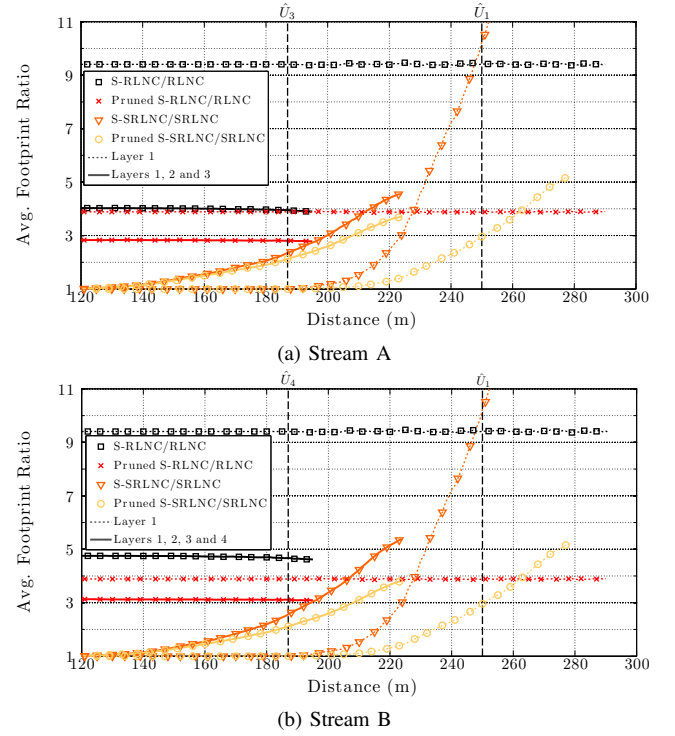 Û₃ Û₁
11
9
7
5
3
1
Avg. Footprint Ratio
S-RLNC/RLNC
Pruned S-RLNC/RLNC
S-SRLNC/SRLNC
Pruned S-SRLNC/SRLNC
Layer 1
Layers 1, 2 and 3
120 140 160 180 200 220 240 260 280 300
Distance (m)
(a) Stream A
Û₄ Û₁
11
9
7
5
3
1
Avg. Footprint Ratio
S-RLNC/RLNC
Pruned S-RLNC/RLNC
S-SRLNC/SRLNC
Pruned S-SRLNC/SRLNC
Layer 1
Layers 1, 2, 3 and 4
120 140 160 180 200 220 240 260 280 300
Distance (m)
(b) Stream B